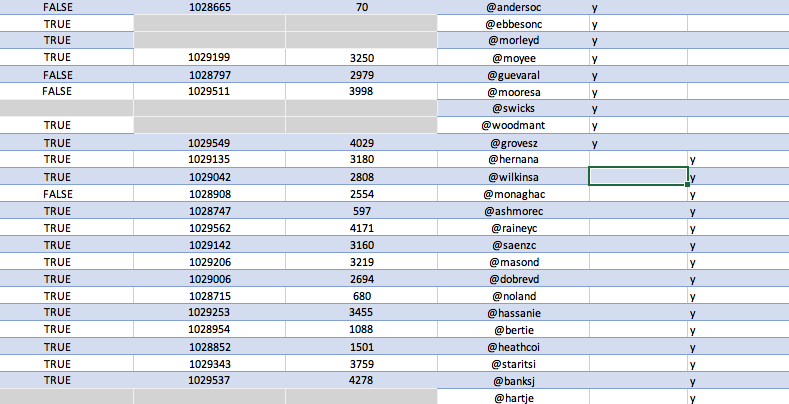 FALSE 1028665 70 @andersoc y
TRUE @ebbesonc y
TRUE @morleyd y
TRUE 1029199 3250 @moyee y
FALSE 1028797 2979 @guevaral y
FALSE 1029511 3998 @mooresa y
@swicks y
TRUE @woodmant y
TRUE 1029549 4029 @grovesz y
TRUE 1029135 3180 @hernana y
TRUE 1029042 2808 @wilkinsa y
FALSE 1028908 2554 @monaghac y
TRUE 1028747 597 @ashmorec y
TRUE 1029562 4171 @raineyc y
TRUE 1029142 3160 @saenzc y
TRUE 1029206 3219 @masond y
TRUE 1029006 2694 @dobrevd y
TRUE 1028715 680 @noland y
TRUE 1029253 3455 @hassanie y
TRUE 1028954 1088 @bertie y
TRUE 1028852 1501 @heathcoi y
TRUE 1029343 3759 @staritsi y
TRUE 1029537 4278 @banksj y
@hartje y